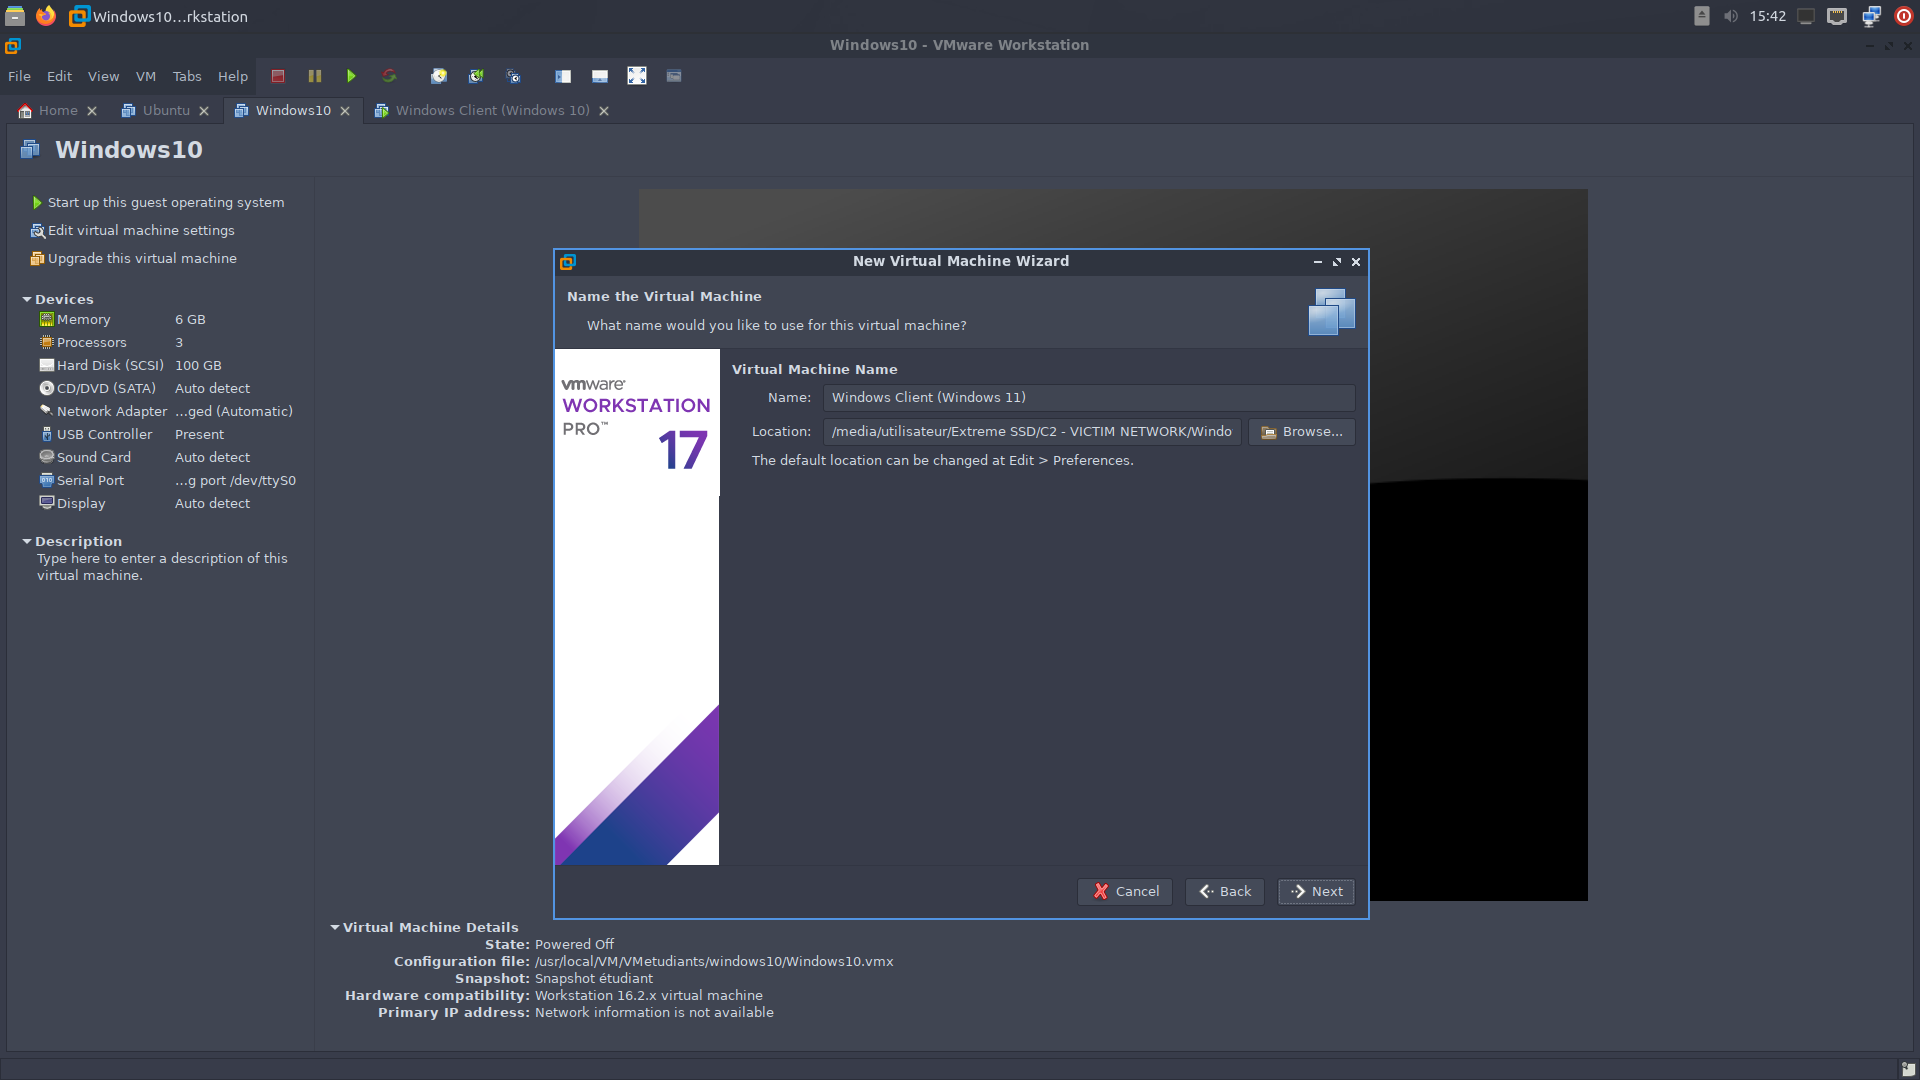 Windows10...rkstation
15:42
Windows10 - VMware Workstation
File Edit View VM Tabs Help
Home Ubuntu Windows10 Windows Client (Windows 10)
Windows10
Start up this guest operating system
Edit virtual machine settings
Upgrade this virtual machine
Devices
Memory 6 GB
Processors 3
Hard Disk (SCSI) 100 GB
CD/DVD (SATA) Auto detect
Network Adapter ...ged (Automatic)
USB Controller Present
Sound Card Auto detect
Serial Port ...g port /dev/ttyS0
Display Auto detect
Description
Type here to enter a description of this
virtual machine.
New Virtual Machine Wizard
Name the Virtual Machine
What name would you like to use for this virtual machine?
vmware
WORKSTATION
PRO™
17
Virtual Machine Name
Name: Windows Client (Windows 11)
Location: /media/utilisateur/Extreme SSD/C2 - VICTIM NETWORK/Windo Browse...
The default location can be changed at Edit > Preferences.
Cancel Back Next
Virtual Machine Details
State: Powered Off
Configuration file: /usr/local/VM/VMetudiants/windows10/Windows10.vmx
Snapshot: Snapshot étudiant
Hardware compatibility: Workstation 16.2.x virtual machine
Primary IP address: Network information is not available